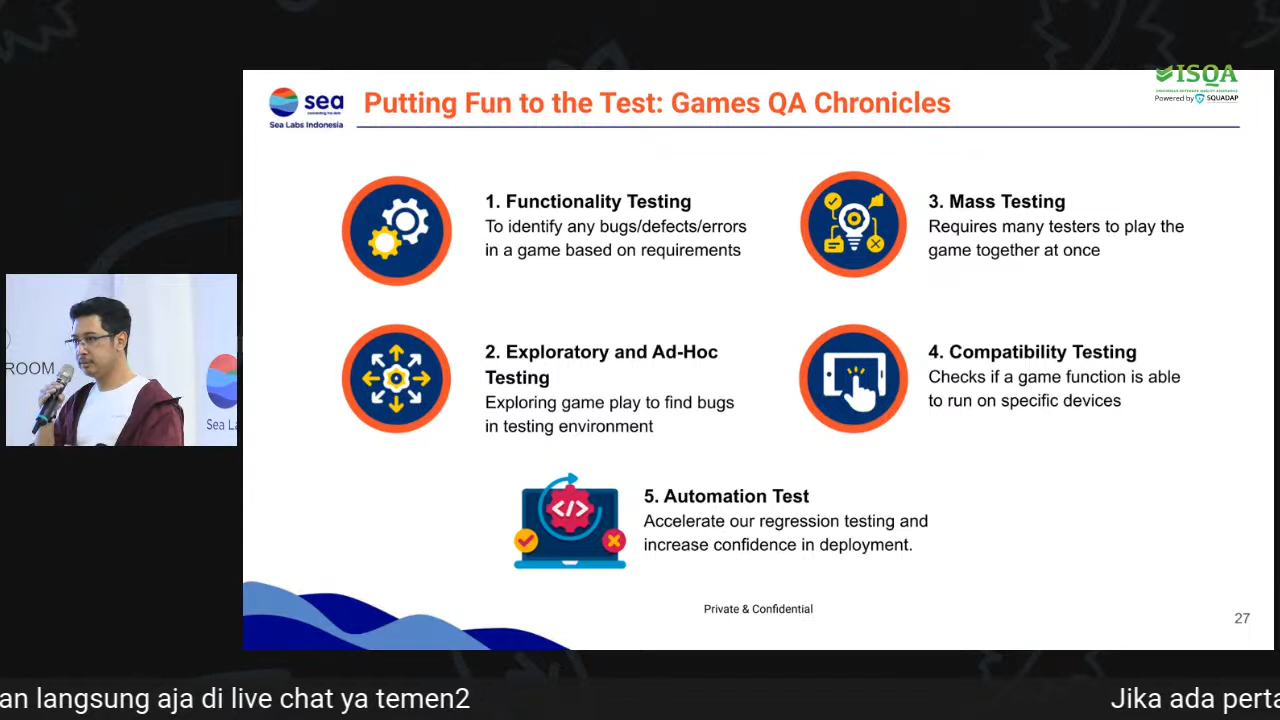 ISQA
Powered by SQUADAP
sea
Sea Labs Indonesia
Putting Fun to the Test: Games QA Chronicles
1. Functionality Testing
To identify any bugs/defects/errors
in a game based on requirements
2. Exploratory and Ad-Hoc
Testing
Exploring game play to find bugs
in testing environment
3. Mass Testing
Requires many testers to play the
game together at once
4. Compatibility Testing
Checks if a game function is able
to run on specific devices
5. Automation Test
Accelerate our regression testing and
increase confidence in deployment.
Private & Confidential
27
ROOM
Sea La
an langsung aja di live chat ya temen2
Jika ada perta